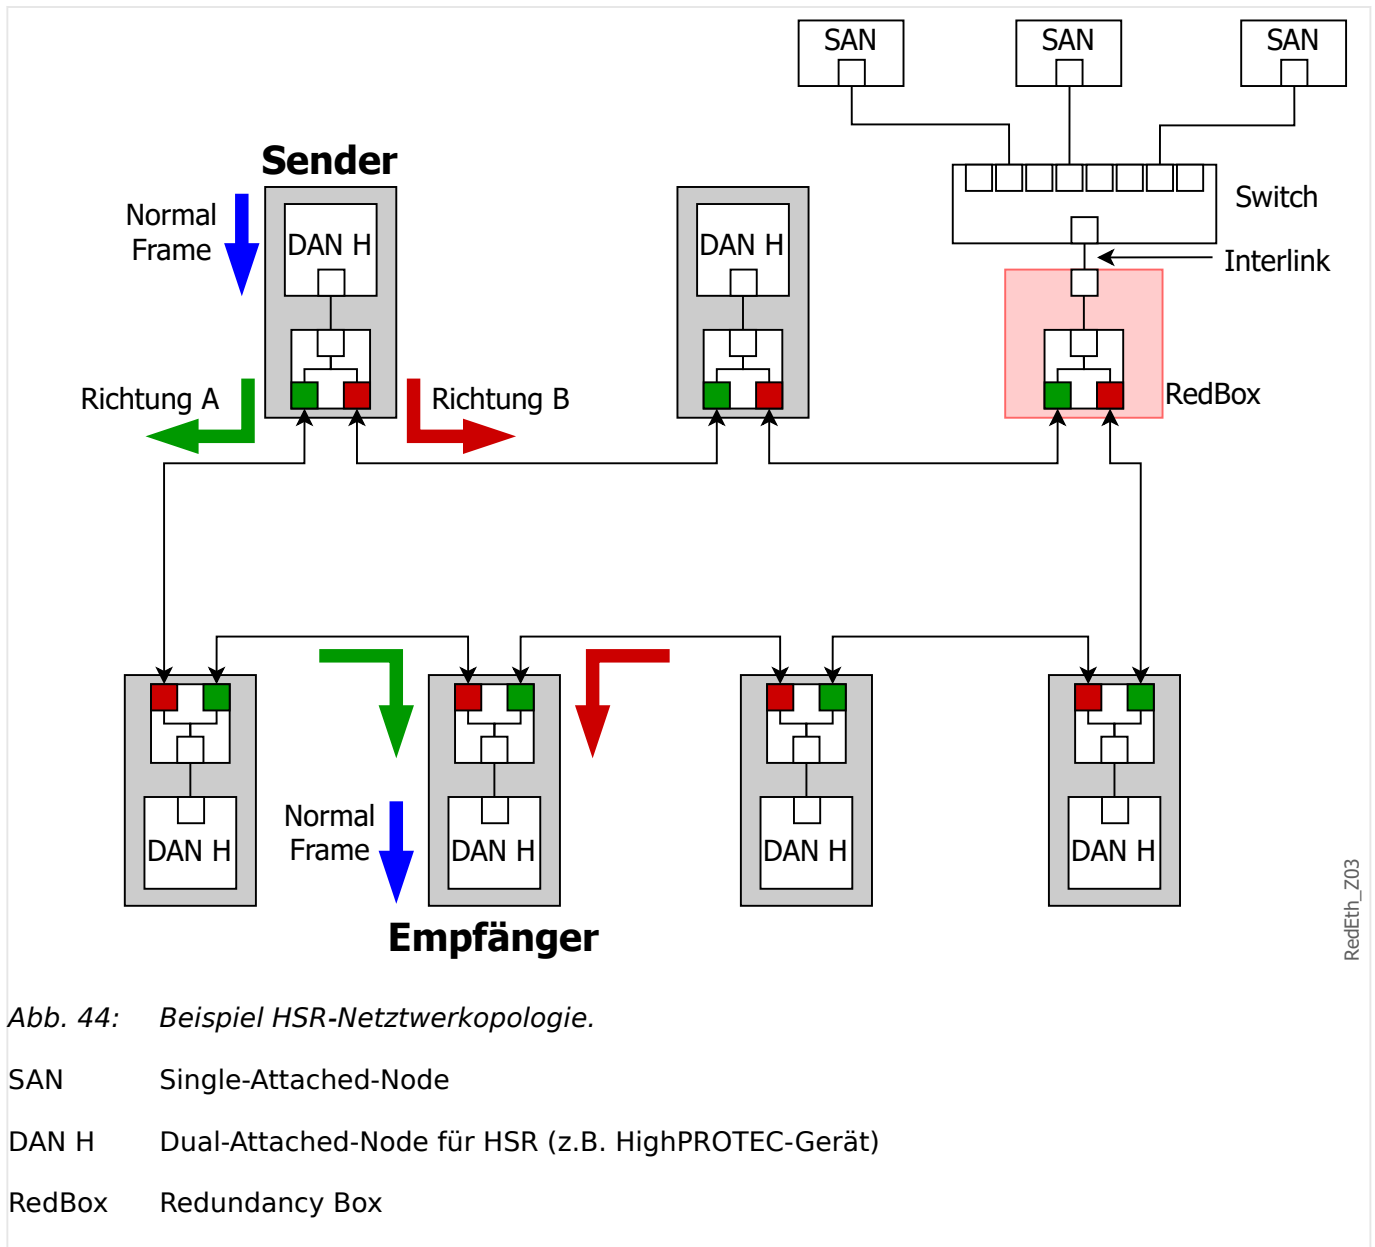 SAN
SAN
SAN
Sender
Normal
Frame
DAN H
DAN H
Switch
Interlink
Richtung A
Richtung B
RedBox
Normal
Frame
DAN H
DAN H
DAN H
DAN H
Empfänger
RedEth_Z03
Abb. 44: Beispiel HSR-Netztwerkopologie.
SAN Single-Attached-Node
DAN H Dual-Attached-Node für HSR (z.B. HighPROTEC-Gerät)
RedBox Redundancy Box